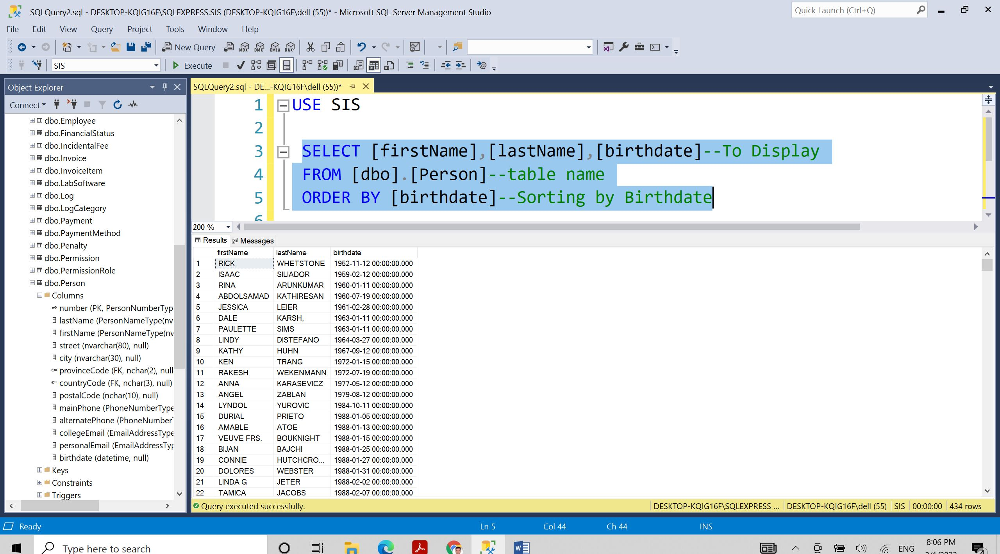 SQLQuery2.sql - DESKTOP-KQIG16F\SQLEXPRESS.SIS (DESKTOP-KQIG16F\dell (55))* - Microsoft SQL Server Management Studio
Quick Launch (Ctrl+Q)
File Edit View Query Project Tools Window Help
New Query MDX DMX XMLA DAX
SIS Execute
Object Explorer
Connect
dbo.Employee
dbo.FinancialStatus
dbo.IncidentalFee
dbo.Invoice
dbo.InvoiceItem
dbo.LabSoftware
dbo.Log
dbo.LogCategory
dbo.Payment
dbo.PaymentMethod
dbo.Penalty
dbo.Permission
dbo.PermissionRole
dbo.Person
Columns
number (PK, PersonNumberTyp
lastName (PersonNameType(nv
firstName (PersonNameType(nv
street (nvarchar(80), null)
city (nvarchar(30), null)
provinceCode (FK, nchar(2), null
countryCode (FK, nchar(3), null)
postalCode (nchar(10), null)
mainPhone (PhoneNumberType
alternatePhone (PhoneNumber
collegeEmail (EmailAddressType
personalEmail (EmailAddressTyp
birthdate (datetime, null)
Keys
Constraints
Triggers
SQLQuery2.sql - DE...-KQIG16F\dell (55))*
1 USE SIS
2
3 SELECT [firstName],[lastName],[birthdate]--To Display
4 FROM [dbo].[Person]--table name
5 ORDER BY [birthdate]--Sorting by Birthdate
6
200 %
Results Messages
firstName lastName birthdate
1 RICK WHETSTONE 1952-11-12 00:00:00.000
2 ISAAC SILIADOR 1959-02-12 00:00:00.000
3 RINA ARUNKUMAR 1960-01-11 00:00:00.000
4 ABDOLSAMAD KATHIRESAN 1960-07-19 00:00:00.000
5 JESSICA LEIER 1961-02-28 00:00:00.000
6 DALE KARSH, 1963-01-11 00:00:00.000
7 PAULETTE SIMS 1963-01-11 00:00:00.000
8 LINDY DISTEFANO 1964-03-27 00:00:00.000
9 KATHY HUHN 1967-09-12 00:00:00.000
10 KEN TRANG 1972-01-15 00:00:00.000
11 RAKESH WEKENMANN 1972-07-19 00:00:00.000
12 ANNA KARASEVICZ 1977-05-12 00:00:00.000
13 ANGEL ZABLAN 1979-08-12 00:00:00.000
14 LYNDOL YUROVIC 1984-10-11 00:00:00.000
15 DURIAL PRIETO 1988-01-05 00:00:00.000
16 AMABLE ATOE 1988-01-13 00:00:00.000
17 VEUVE FRS. BOUKNIGHT 1988-01-15 00:00:00.000
18 BIJAN BAJCHI 1988-01-25 00:00:00.000
19 CONNIE HUTCHCRO... 1988-01-27 00:00:00.000
20 DOLORES WEBSTER 1988-01-31 00:00:00.000
21 LINDA G JETER 1988-02-02 00:00:00.000
22 TAMICA JACOBS 1988-02-07 00:00:00.000
Query executed successfully. DESKTOP-KQIG16F\SQLEXPRESS ... DESKTOP-KQIG16F\dell (55) SIS 00:00:00 434 rows
Ready Ln 5 Col 44 Ch 44 INS
Type here to search
ENG
8:06 PM